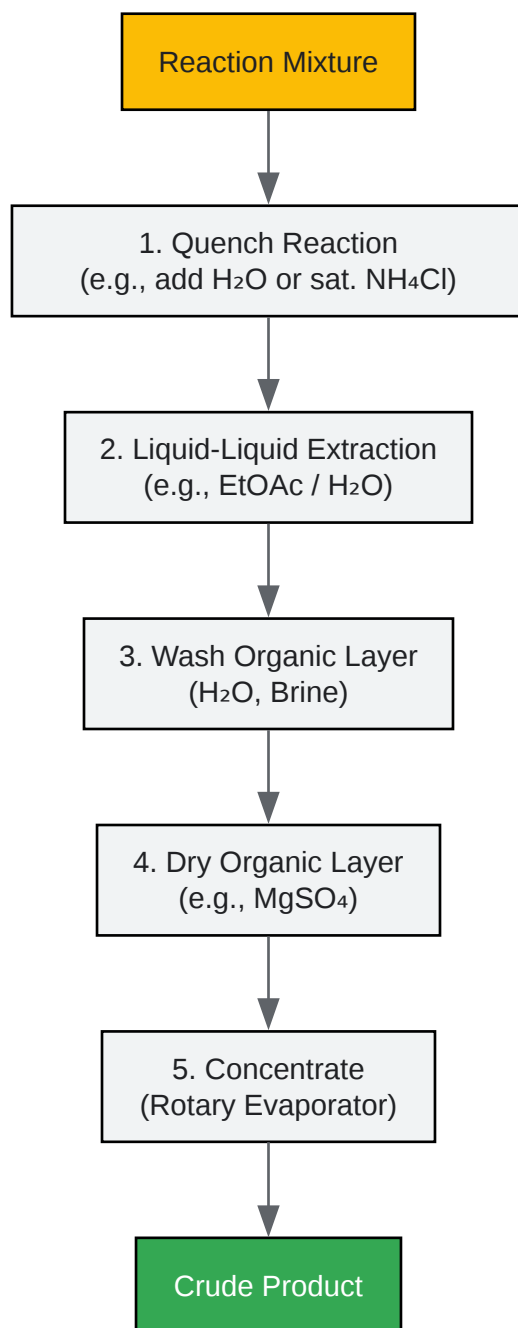 Reaction Mixture
1. Quench Reaction
(e.g., add H₂O or sat. NH₄Cl)
2. Liquid-Liquid Extraction
(e.g., EtOAc / H₂O)
3. Wash Organic Layer
(H₂O, Brine)
4. Dry Organic Layer
(e.g., MgSO₄)
5. Concentrate
(Rotary Evaporator)
Crude Product